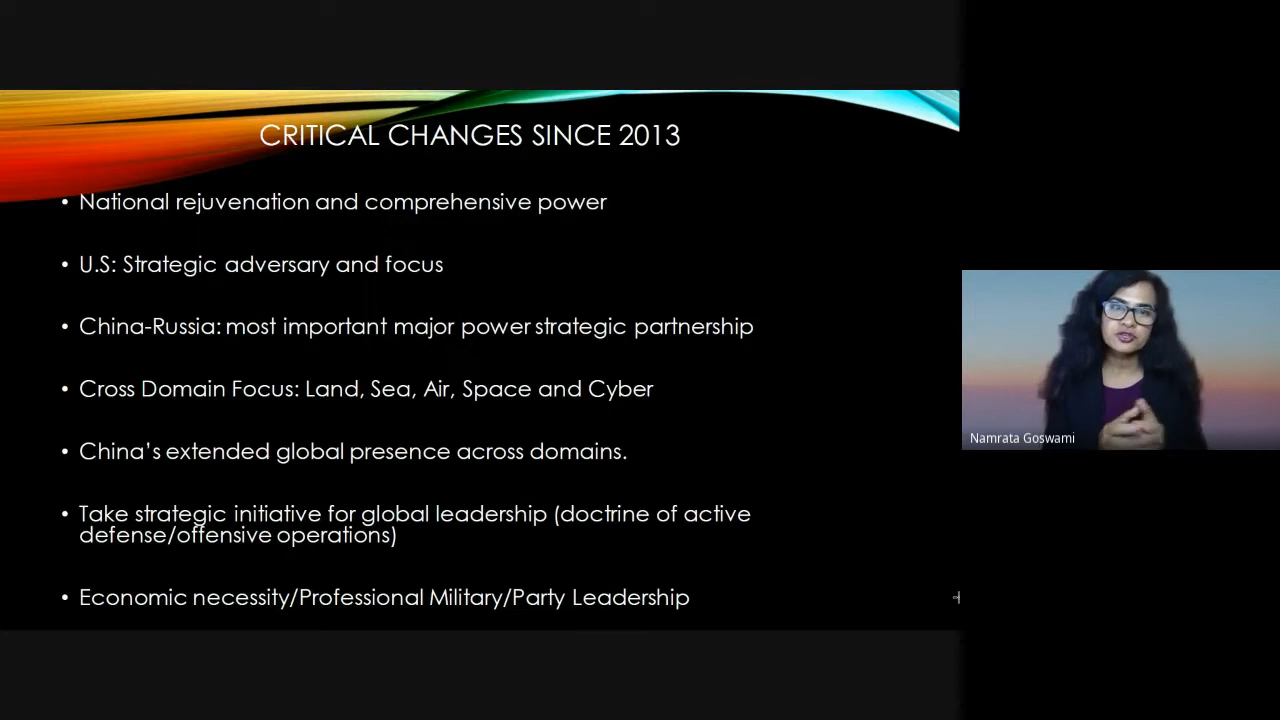 CRITICAL CHANGES SINCE 2013
• National rejuvenation and comprehensive power
• U.S: Strategic adversary and focus
• China-Russia: most important major power strategic partnership
• Cross Domain Focus: Land, Sea, Air, Space and Cyber
• China’s extended global presence across domains.
• Take strategic initiative for global leadership (doctrine of active
defense/offensive operations)
• Economic necessity/Professional Military/Party Leadership
Namrata Goswami